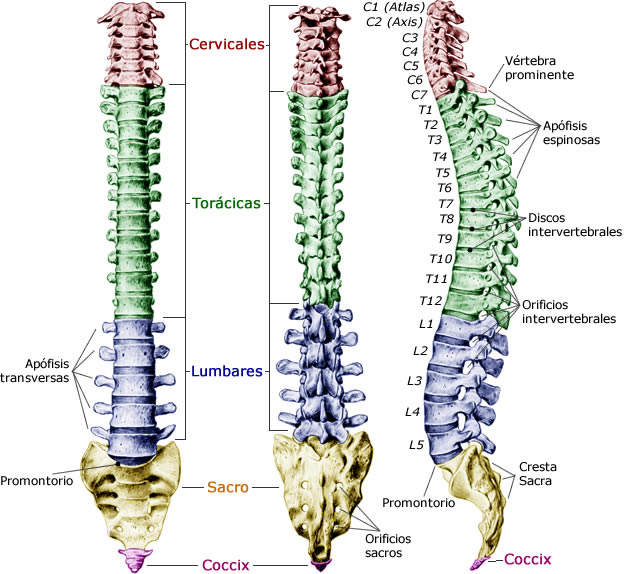 Cervicales
Torácicas
Lumbares
Apófisis
transversas
Promontorio
Sacro
Orificios
sacros
Coccix
C1 (Atlas)
C2 (Axis)
C3
C4
C5
C6
C7
T1
T2
T3
T4
T5
T6
T7
T8
T9
T10
T11
T12
L1
L2
L3
L4
L5
Vértebra
prominente
Apófisis
espinosas
Discos
intervertebrales
Orificios
intervertebrales
Cresta
Sacra
Promontorio
Coccix